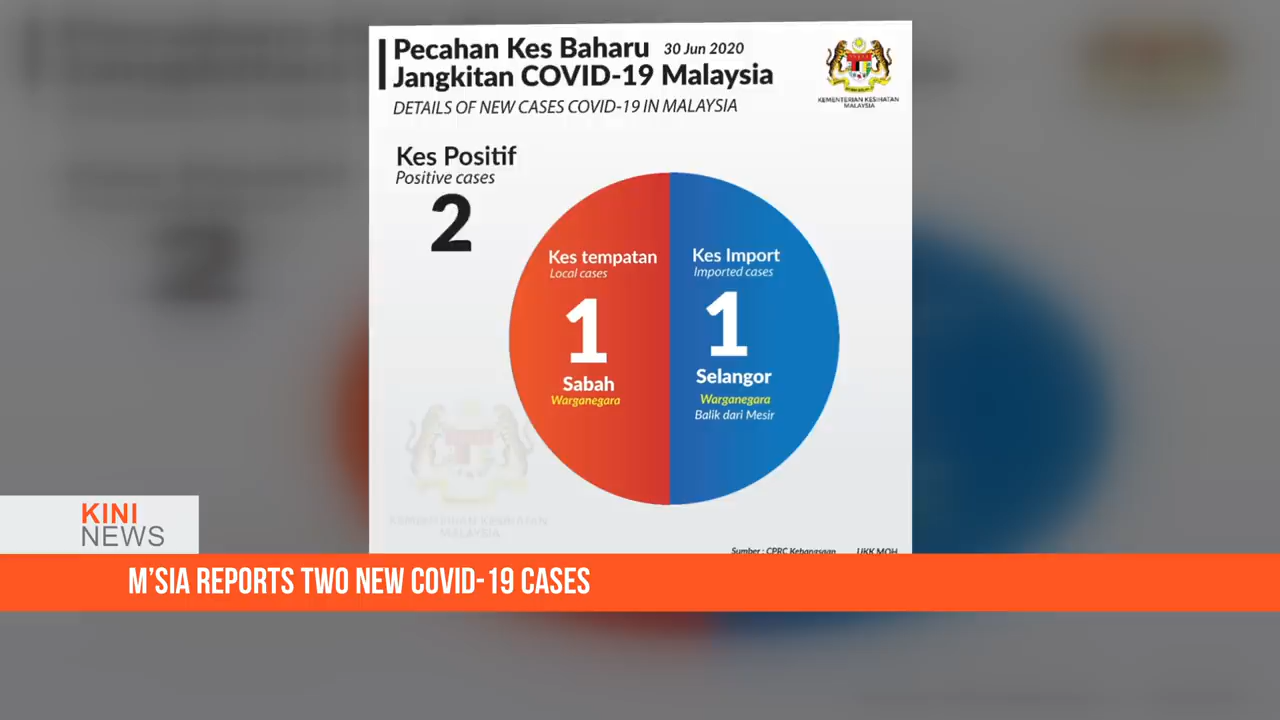 Pecahan Kes Baharu 30 Jun 2020
Jangkitan COVID-19 Malaysia
DETAILS OF NEW CASES COVID-19 IN MALAYSIA
KEMENTERIAN KESIHATAN
MALAYSIA
Kes Positif
Positive cases
2
Kes tempatan
Local cases
1
Sabah
Warganegara
Kes Import
Imported cases
1
Selangor
Warganegara
Balik dari Mesir
KEMENTERIAN KESIHATAN
MALAYSIA
Sumber : CPRC Kebangsaan UKK MOH
KINI
NEWS
M'SIA REPORTS TWO NEW COVID-19 CASES